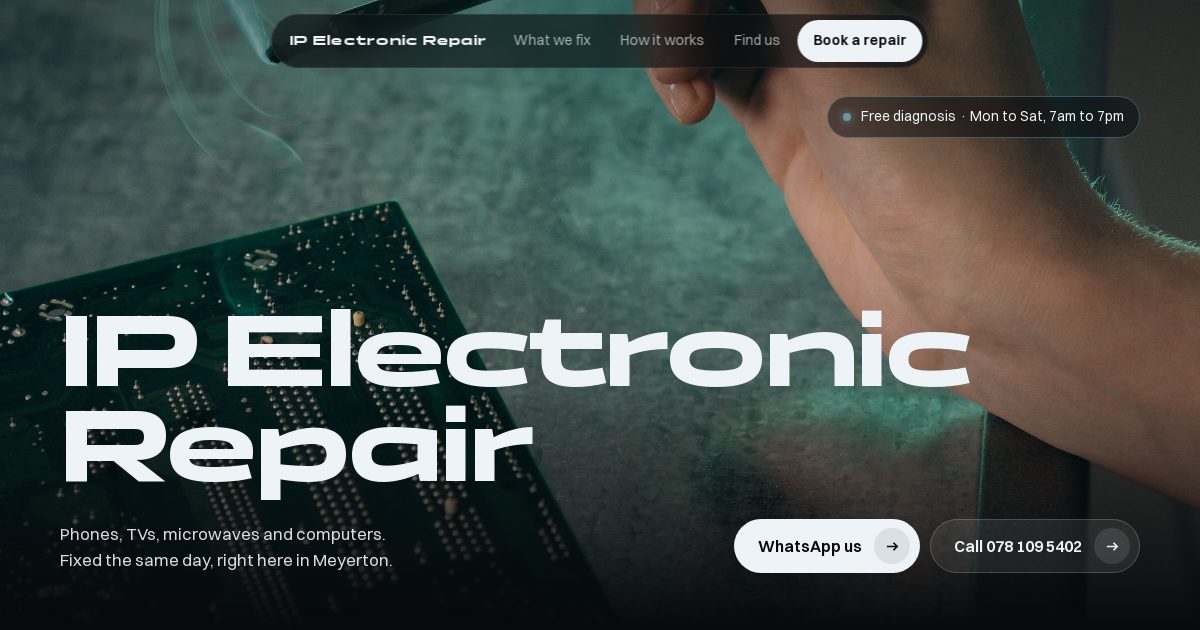 IP Electronic Repair
What we fix
How it works
Find us
Book a repair
Free diagnosis · Mon to Sat, 7am to 7pm
IP Electronic
Repair
Phones, TVs, microwaves and computers.
Fixed the same day, right here in Meyerton.
WhatsApp us →
Call 078 109 5402 →